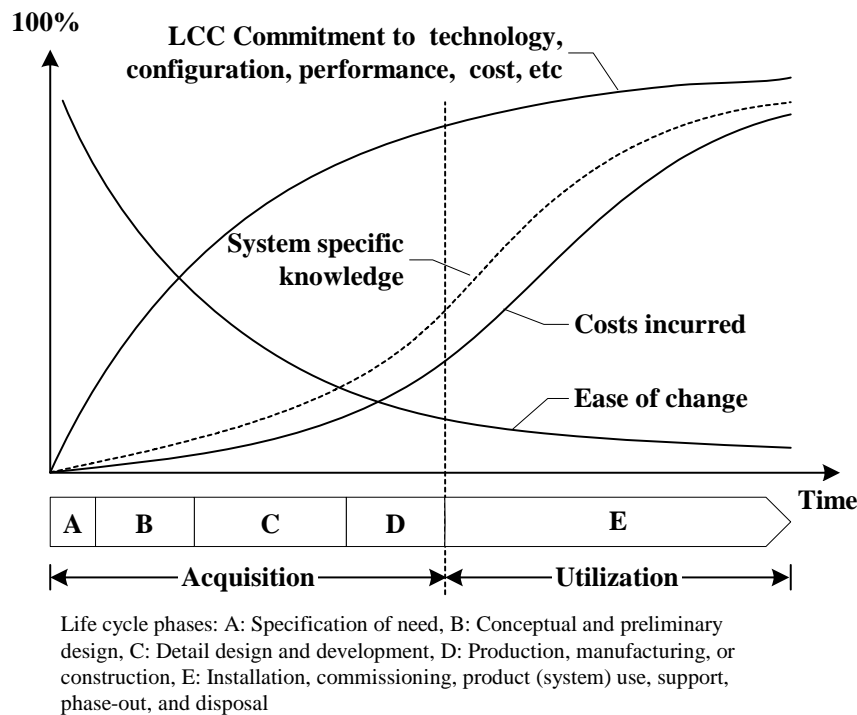 100%
LCC Commitment to technology,
configuration, performance, cost, etc
System specific
knowledge
Costs incurred
Ease of change
Time
A B C D E
Acquisition Utilization
Life cycle phases: A: Specification of need, B: Conceptual and preliminary
design, C: Detail design and development, D: Production, manufacturing, or
construction, E: Installation, commissioning, product (system) use, support,
phase-out, and disposal